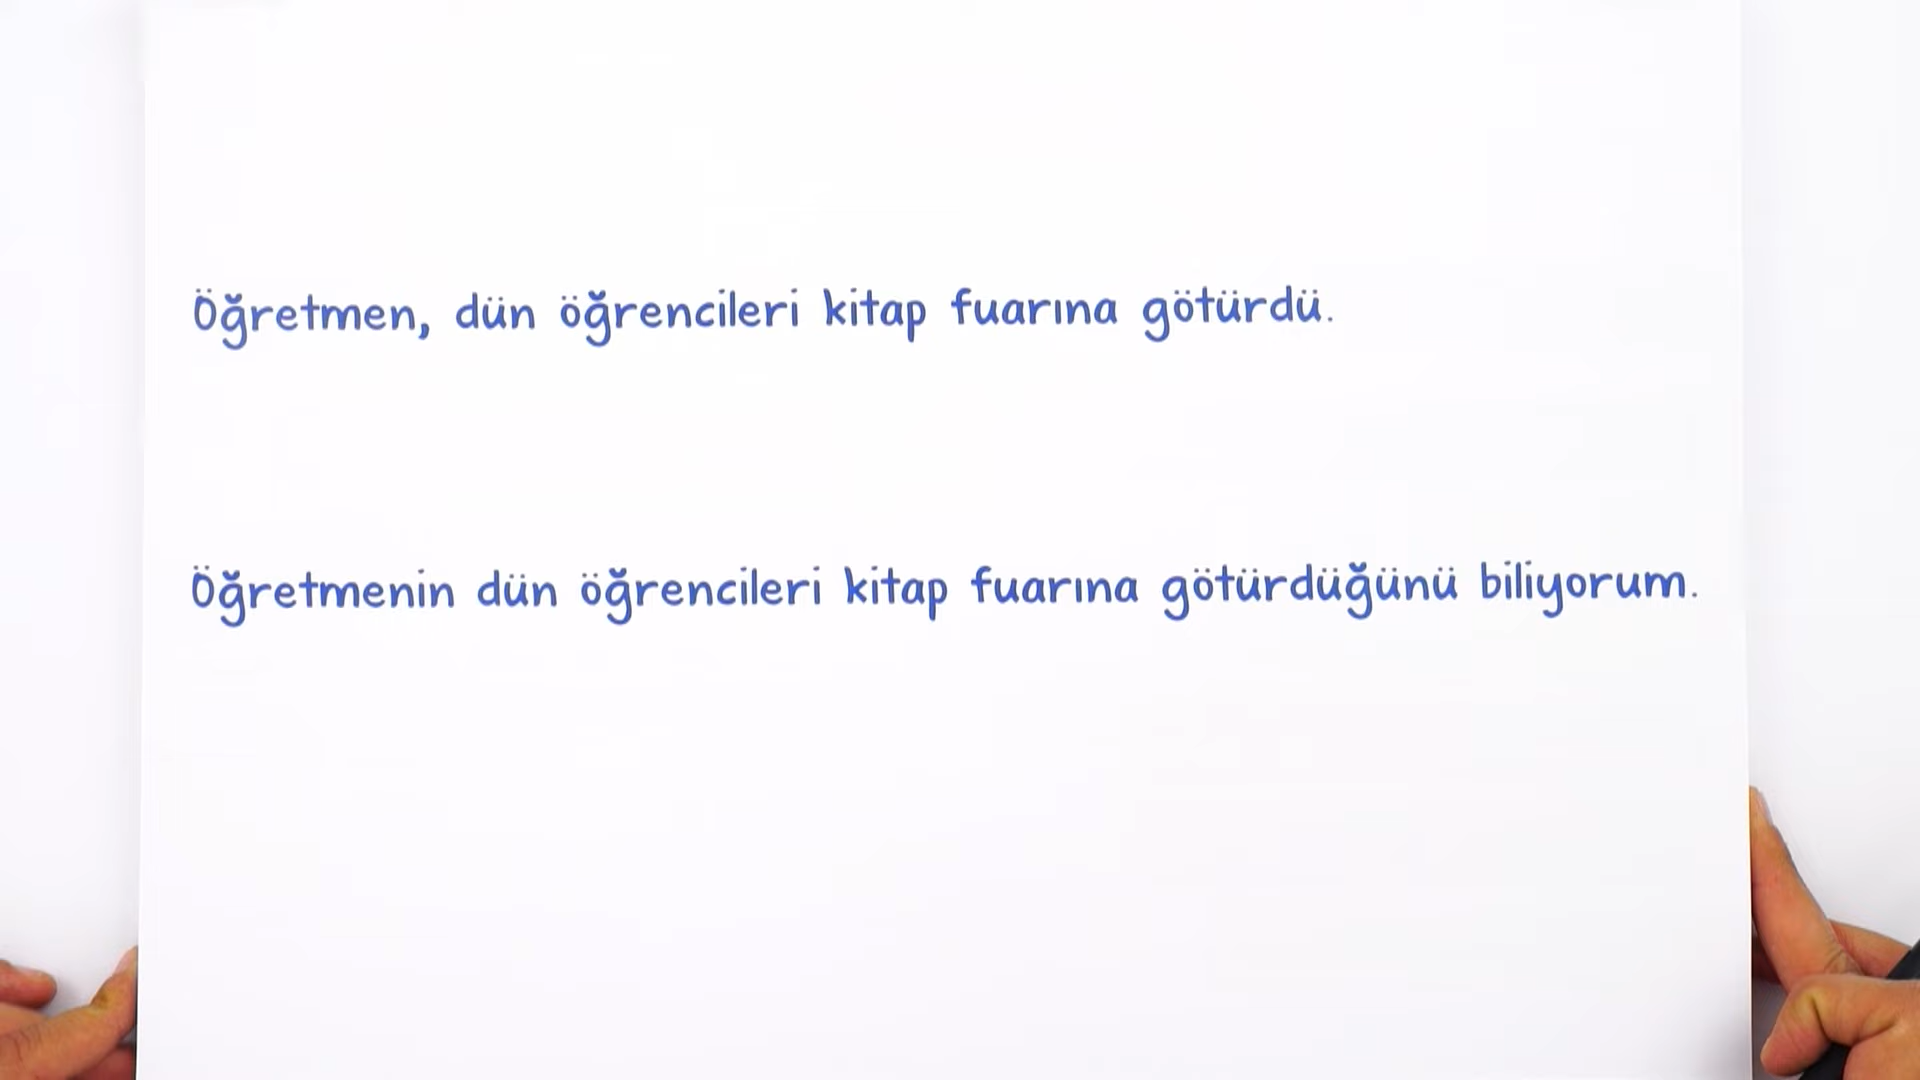 Öğretmen, dün öğrencileri kitap fuarına götürdü.
Öğretmenin dün öğrencileri kitap fuarına götürdüğünü biliyorum.